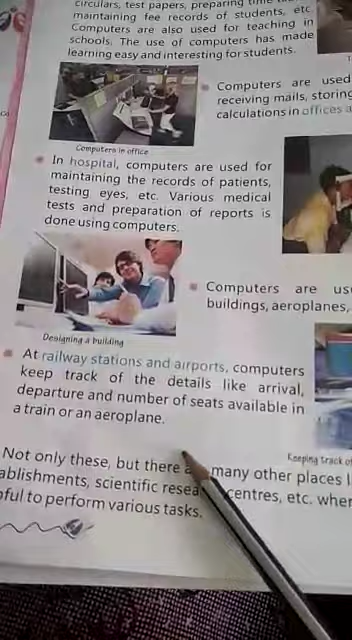 circulars, test papers, preparing time
maintaining fee records of students, etc.
Computers are also used for teaching in
schools. The use of computers has made
learning easy and interesting for students.
Computers are used
receiving mails, storing
calculations in offices a
Computers in office
In hospital, computers are used for
maintaining the records of patients,
testing eyes, etc. Various medical
tests and preparation of reports is
done using computers.
Computers are us
buildings, aeroplanes,
Designing a building
At railway stations and airports, computers
keep track of the details like arrival,
departure and number of seats available in
a train or an aeroplane.
Keeping track of
Not only these, but there a many other places l
ablishments, scientific resea centres, etc. wher
oful to perform various tasks.